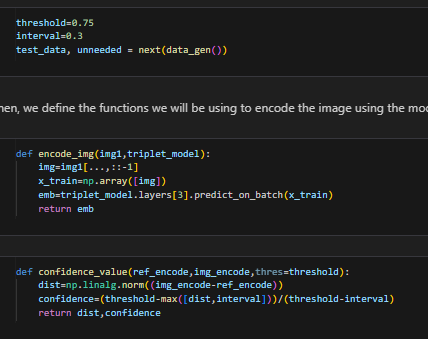 threshold=0.75
interval=0.3
test_data, unneeded = next(data_gen())
hen, we define the functions we will be using to encode the image using the mod
def encode_img(img1,triplet_model):
img=img1[...,::-1]
x_train=np.array([img])
emb=triplet_model.layers[3].predict_on_batch(x_train)
return emb
def confidence_value(ref_encode,img_encode,thres=threshold):
dist=np.linalg.norm((img_encode-ref_encode))
confidence=(threshold-max([dist,interval]))/(threshold-interval)
return dist,confidence